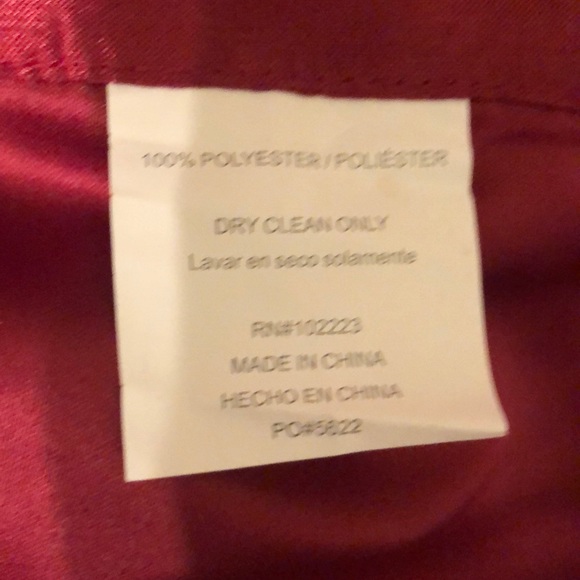 100% POLYESTER / POLIÉSTER
DRY CLEAN ONLY
Lavar en seco solamente
RN#102223
MADE IN CHINA
HECHO EN CHINA
PO#5622